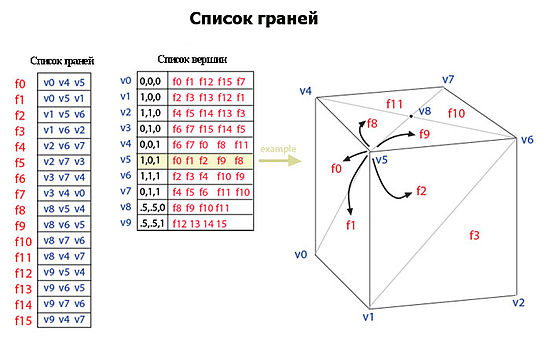 Список граней
Список граней
f0 v0 v4 v5
f1 v0 v5 v1
f2 v1 v5 v6
f3 v1 v6 v2
f4 v2 v6 v7
f5 v2 v7 v3
f6 v3 v7 v4
f7 v3 v4 v0
f8 v8 v5 v4
f9 v8 v6 v5
f10 v8 v7 v6
f11 v8 v4 v7
f12 v9 v5 v4
f13 v9 v6 v5
f14 v9 v7 v6
f15 v9 v4 v7
Список вершин
v0 0,0,0 f0 f1 f12 f15 f7
v1 1,0,0 f2 f3 f13 f12 f1
v2 1,1,0 f4 f5 f14 f13 f3
v3 0,1,0 f6 f7 f15 f14 f5
v4 0,0,1 f6 f7 f0 f8 f11
v5 1,0,1 f0 f1 f2 f9 f8
v6 1,1,1 f2 f3 f4 f10 f9
v7 0,1,1 f4 f5 f6 f11 f10
v8 .5,.5,0 f8 f9 f10 f11
v9 .5,.5,1 f12 13 14 15
example
v7
v4
f11
f10
v8
f8
f9
v6
v5
f0
f2
f1
f3
v0
v2
v1